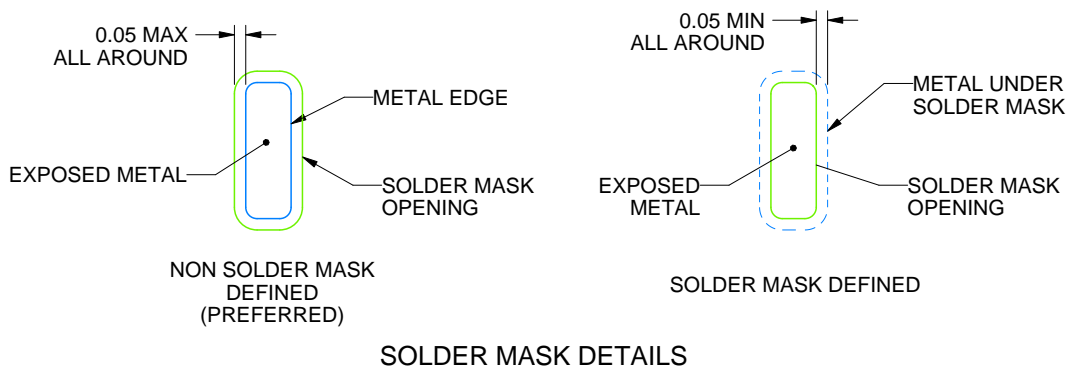 0.05 MAX
ALL AROUND
METAL EDGE
EXPOSED METAL
SOLDER MASK
OPENING
NON SOLDER MASK
DEFINED
(PREFERRED)
0.05 MIN
ALL AROUND
METAL UNDER
SOLDER MASK
EXPOSED
METAL
SOLDER MASK
OPENING
SOLDER MASK DEFINED
SOLDER MASK DETAILS